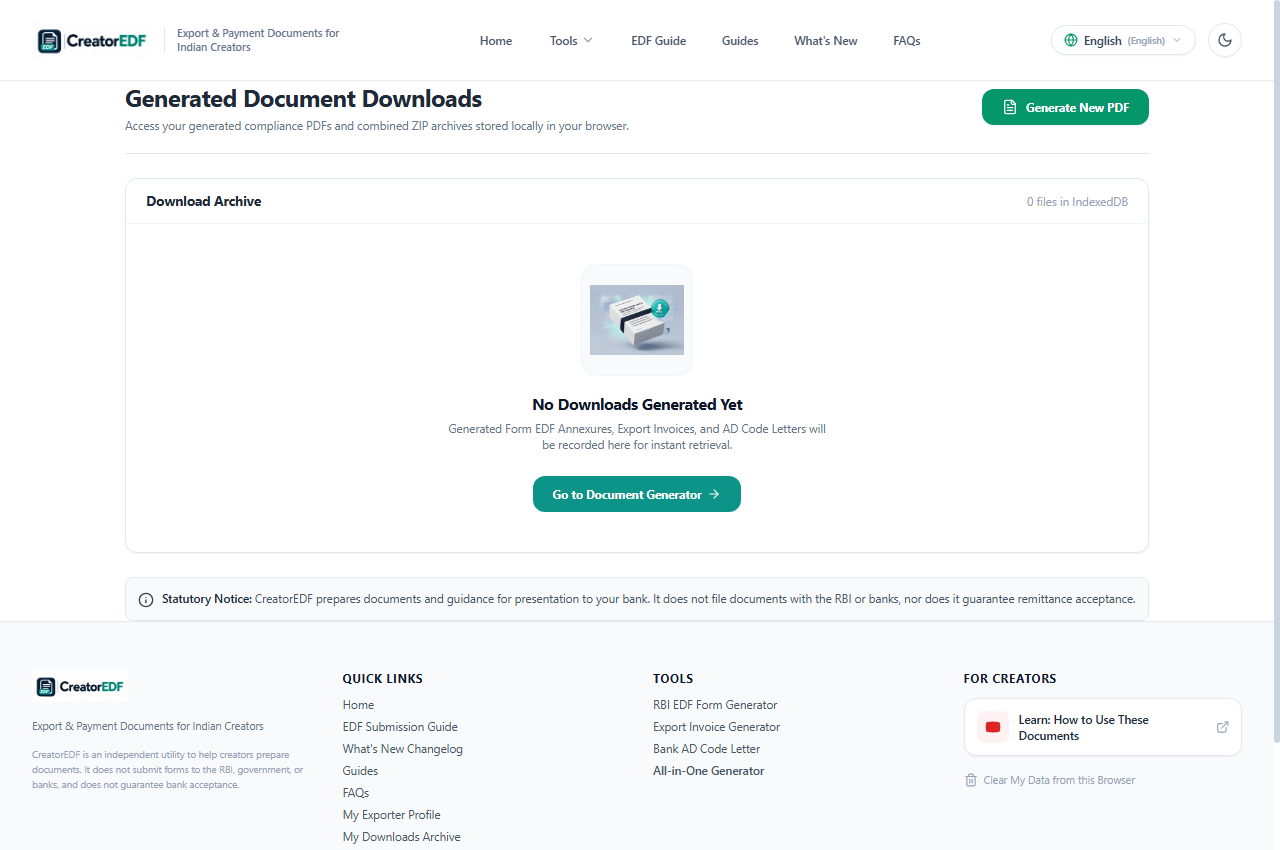 CreatorEDF
Export & Payment Documents for
Indian Creators
Home
Tools
EDF Guide
Guides
What's New
FAQs
English (English)
Generated Document Downloads
Access your generated compliance PDFs and combined ZIP archives stored locally in your browser.
Generate New PDF
Download Archive
0 files in IndexedDB
No Downloads Generated Yet
Generated Form EDF Annexures, Export Invoices, and AD Code Letters will
be recorded here for instant retrieval.
Go to Document Generator
Statutory Notice: CreatorEDF prepares documents and guidance for presentation to your bank. It does not file documents with the RBI or banks, nor does it guarantee remittance acceptance.
CreatorEDF
Export & Payment Documents for Indian Creators
CreatorEDF is an independent utility to help creators prepare
documents. It does not submit forms to the RBI, government, or
banks, and does not guarantee bank acceptance.
QUICK LINKS
Home
EDF Submission Guide
What's New Changelog
Guides
FAQs
My Exporter Profile
My Downloads Archive
TOOLS
RBI EDF Form Generator
Export Invoice Generator
Bank AD Code Letter
All-in-One Generator
FOR CREATORS
Learn: How to Use These
Documents
Clear My Data from this Browser